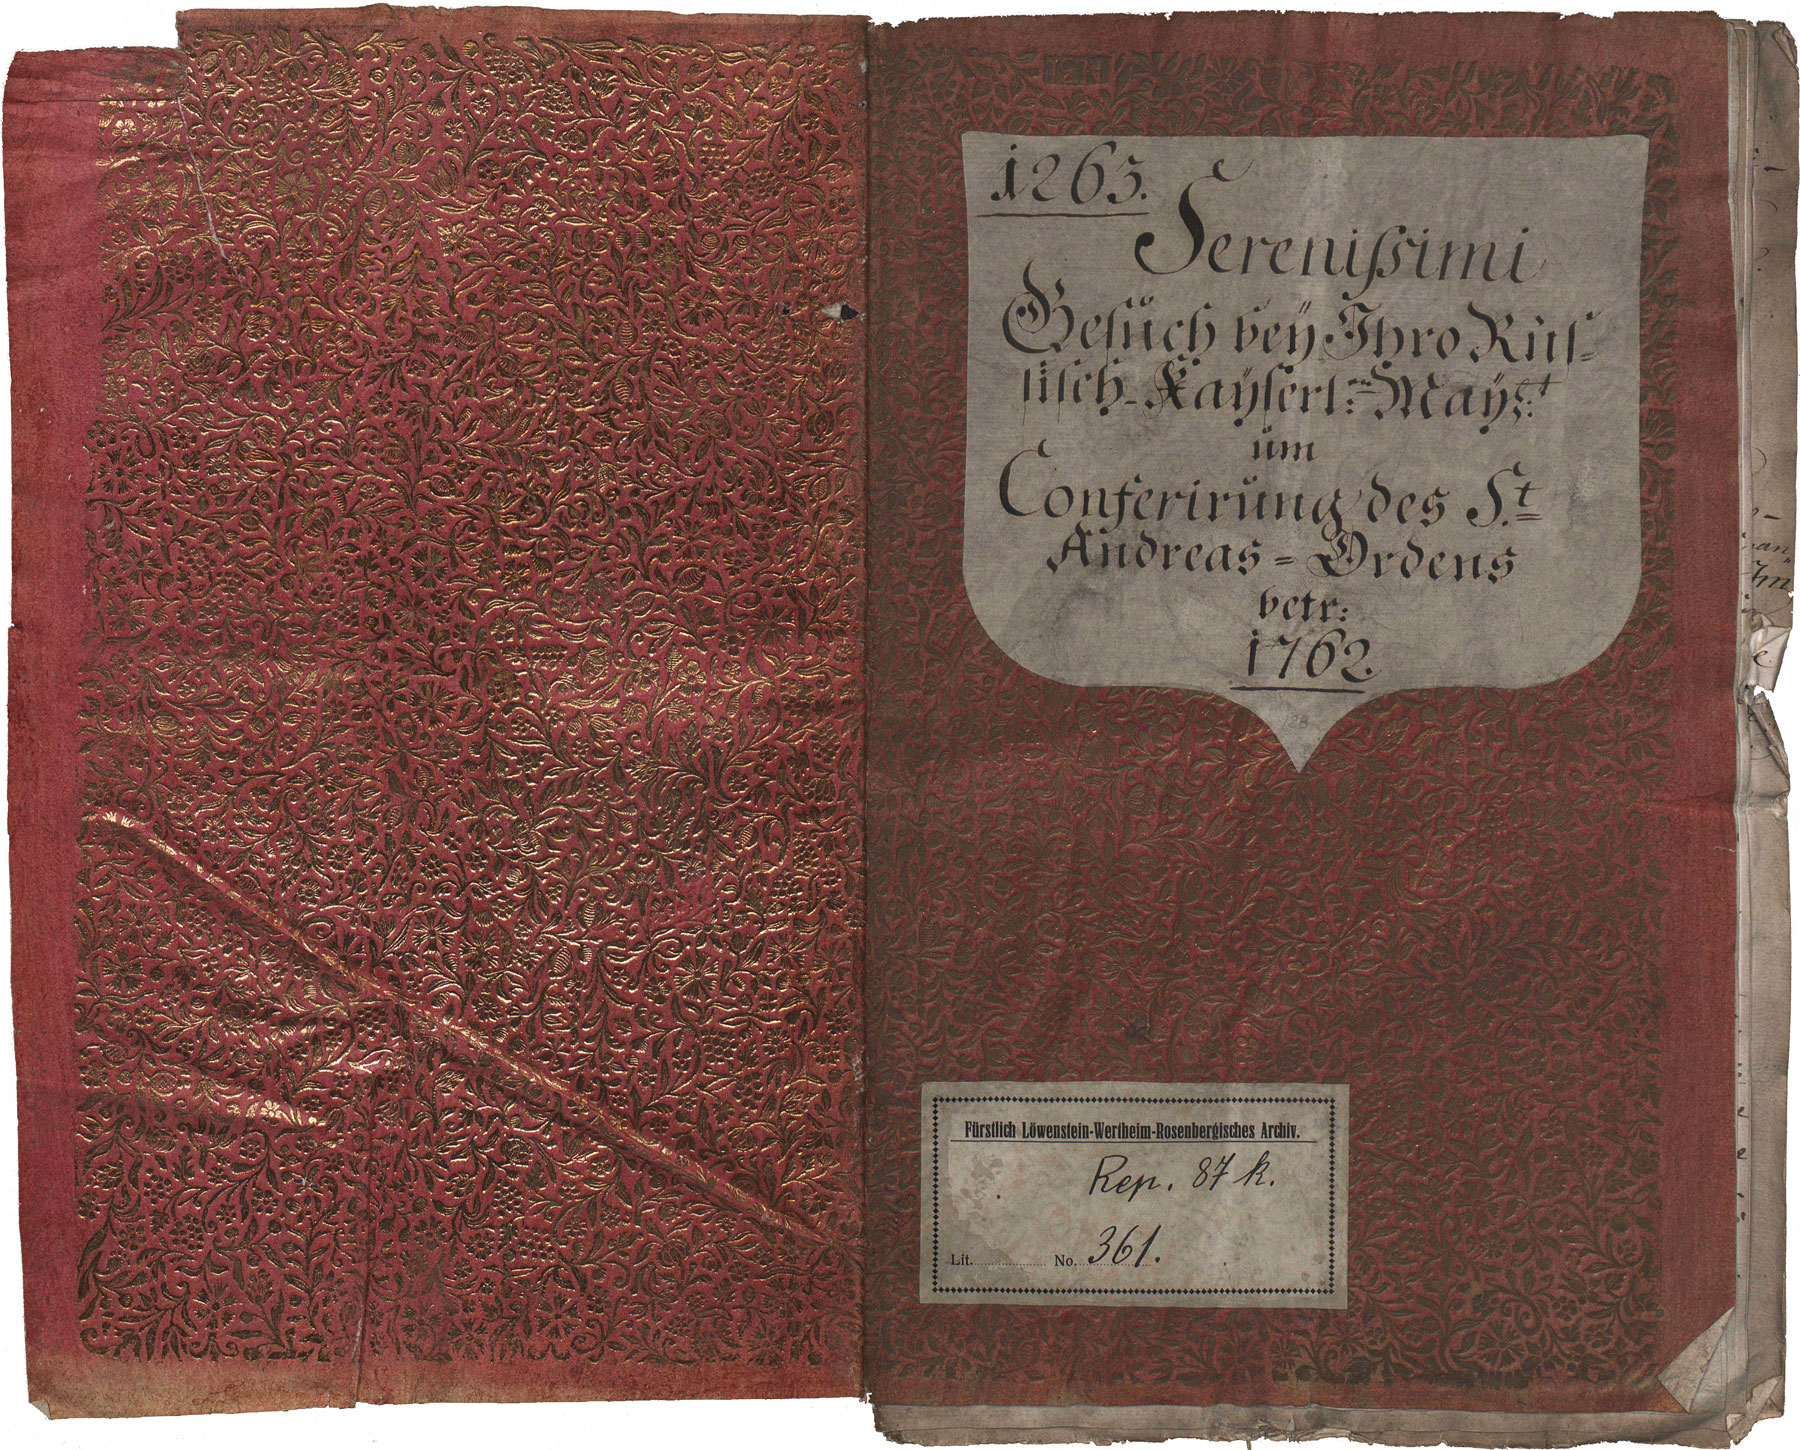 1263.
Serenissimi
Gesuch bey Ihro Rus=
sisch-Kayserl:n Mayst:
um
Conferirung des St=
Andreas=Ordens
betr:
1762.
Fürstlich Löwenstein-Wertheim-Rosenbergisches Archiv.
Rep. 87 k.
Lit. No. 361.